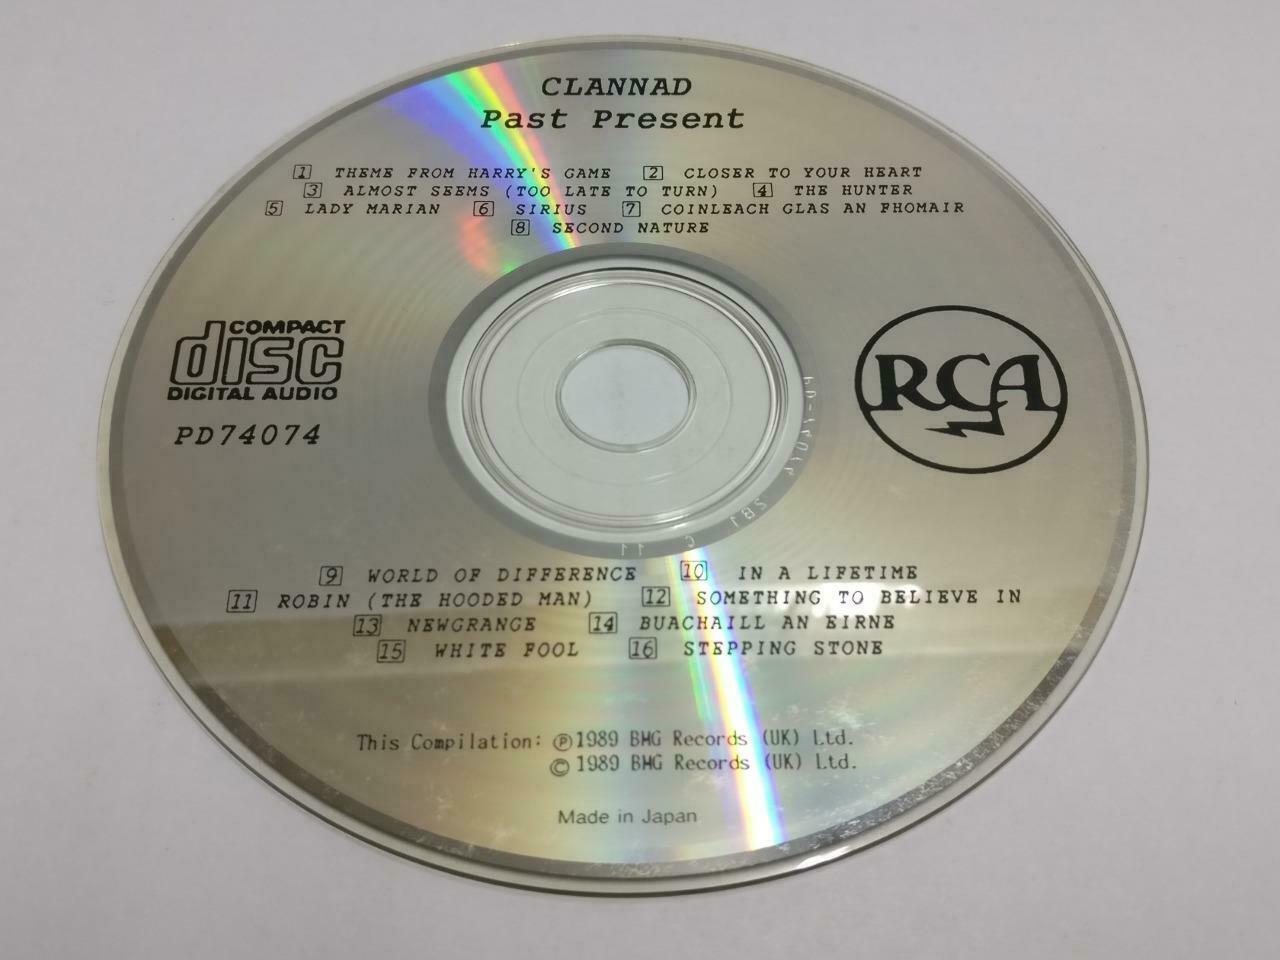 CLANNAD
Past Present
1 THEME FROM HARRY'S GAME 2 CLOSER TO YOUR HEART
3 ALMOST SEEMS (TOO LATE TO TURN) 4 THE HUNTER
5 LADY MARIAN 6 SIRIUS 7 COINLEACH GLAS AN FHOMAIR
8 SECOND NATURE
COMPACT
disc
DIGITAL AUDIO
PD74074
RCA
9 WORLD OF DIFFERENCE 10 IN A LIFETIME
11 ROBIN (THE HOODED MAN) 12 SOMETHING TO BELIEVE IN
13 NEWGRANGE 14 BUACHAILL AN EIRNE
15 WHITE FOOL 16 STEPPING STONE
This Compilation: ℗1989 BMG Records (UK) Ltd.
©1989 BMG Records (UK) Ltd.
Made in Japan